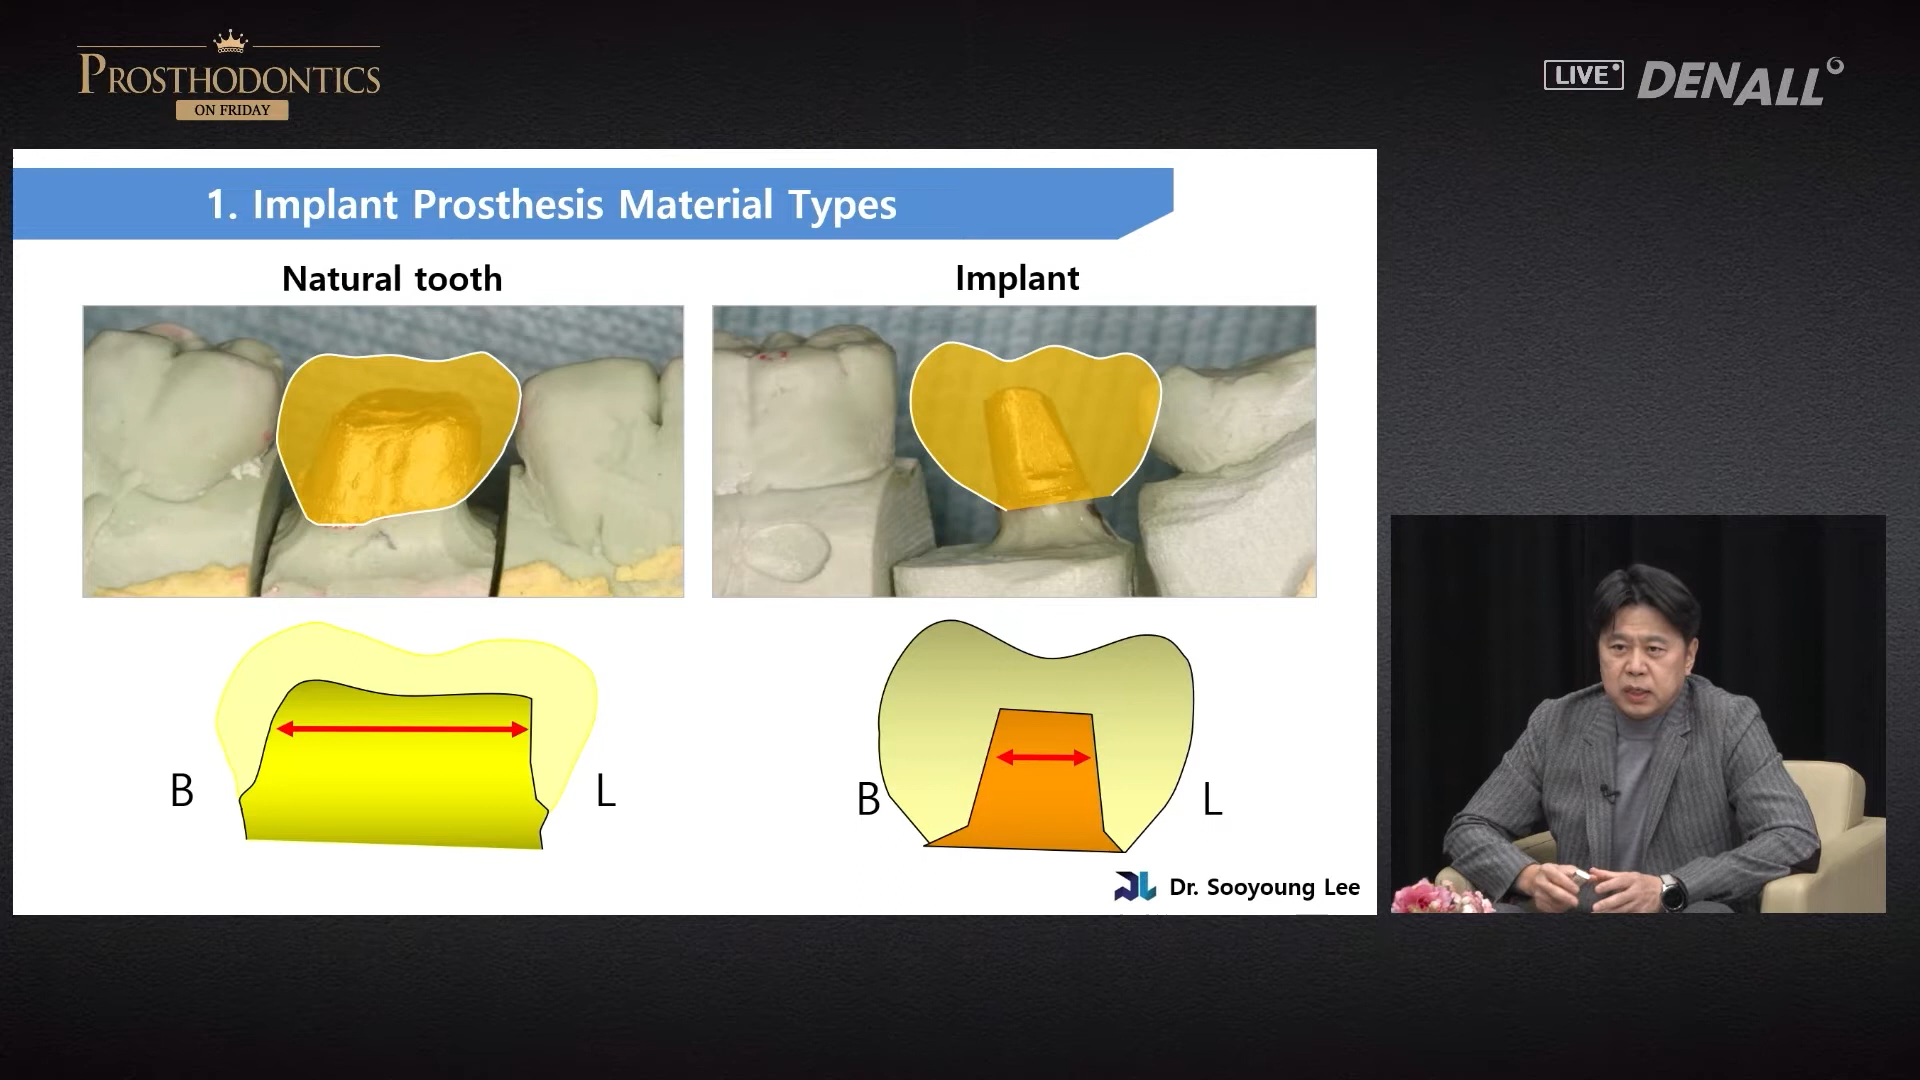 PROSTHODONTICS
ON FRIDAY
LIVE DENALL
1. Implant Prosthesis Material Types
Natural tooth Implant
B L B L
Dr. Sooyoung Lee